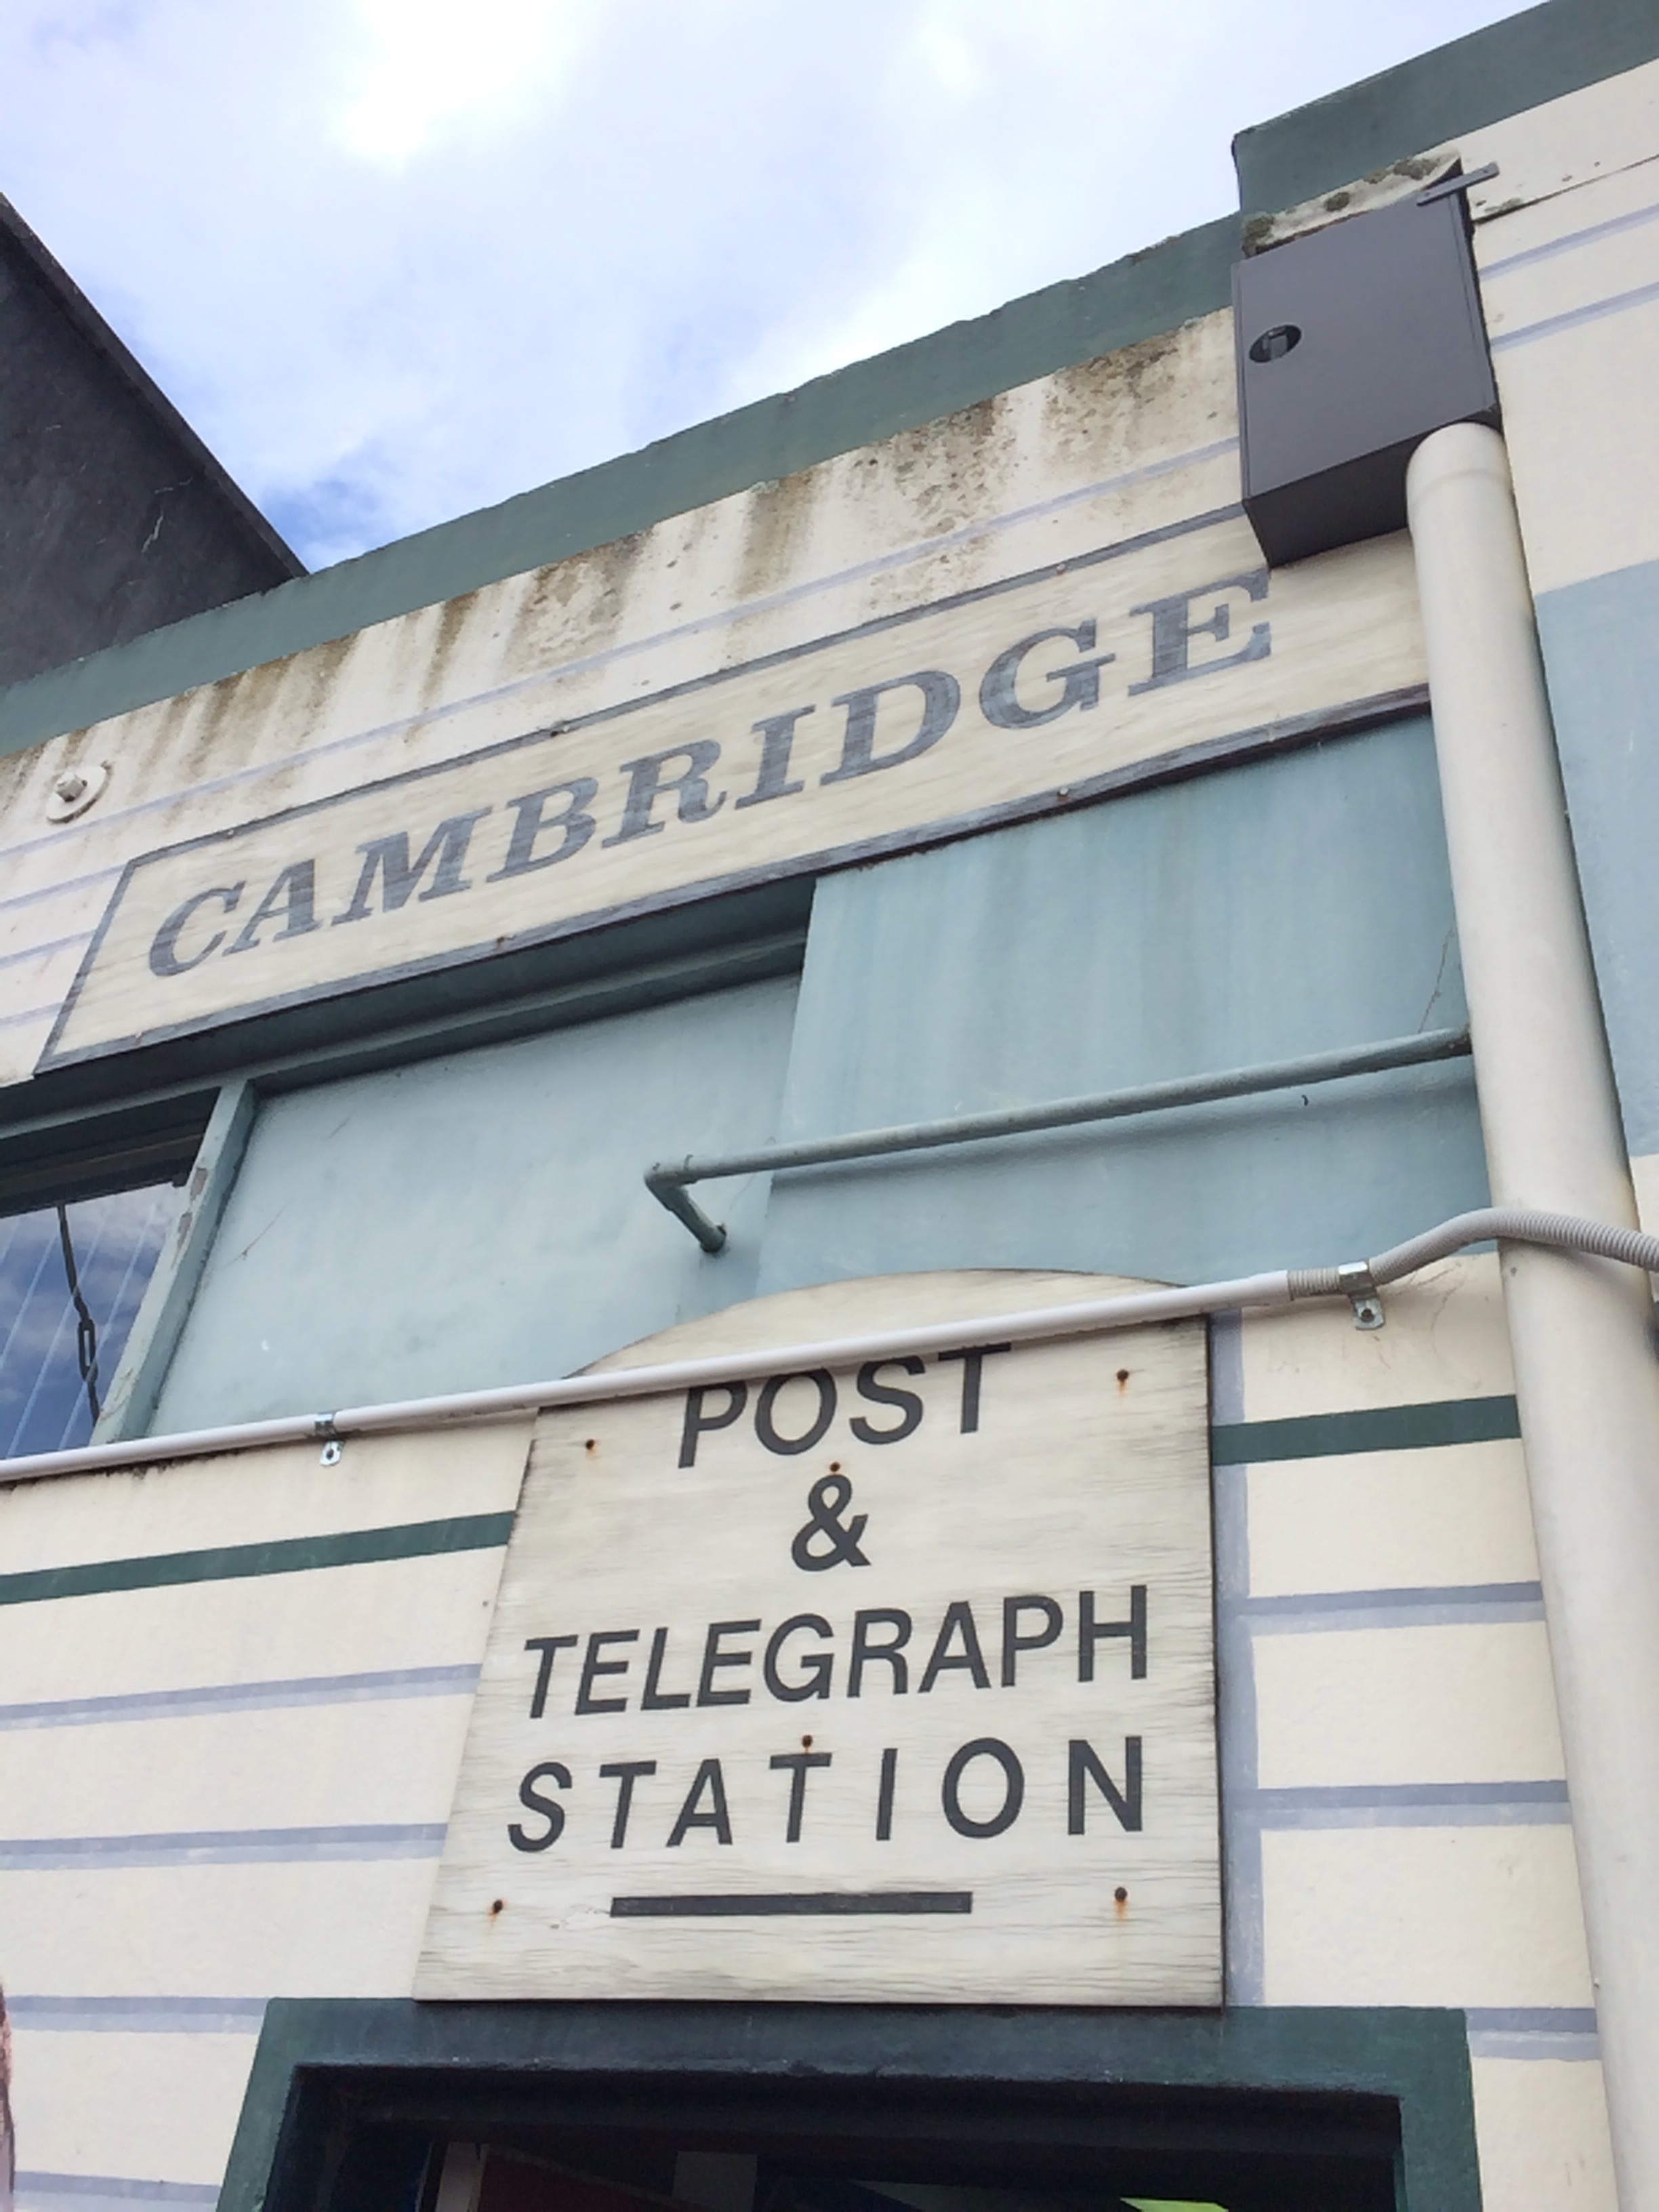 CAMBRIDGE
POST
&
TELEGRAPH
STATION